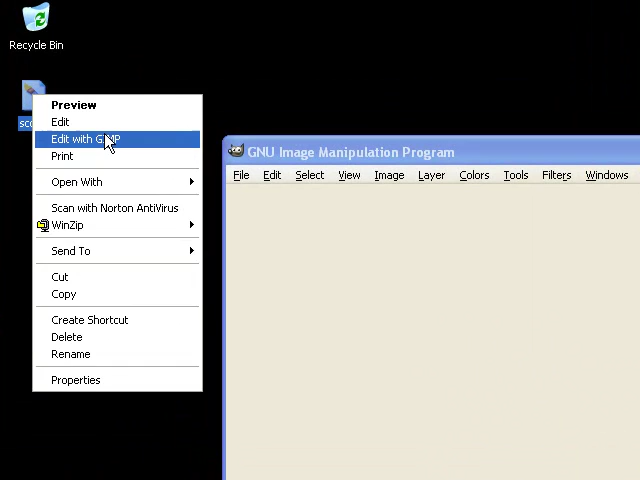 Recycle Bin
Preview
Edit
Edit with GIMP
Print
Open With
Scan with Norton AntiVirus
WinZip
Send To
Cut
Copy
Create Shortcut
Delete
Rename
Properties
GNU Image Manipulation Program
File Edit Select View Image Layer Colors Tools Filters Windows